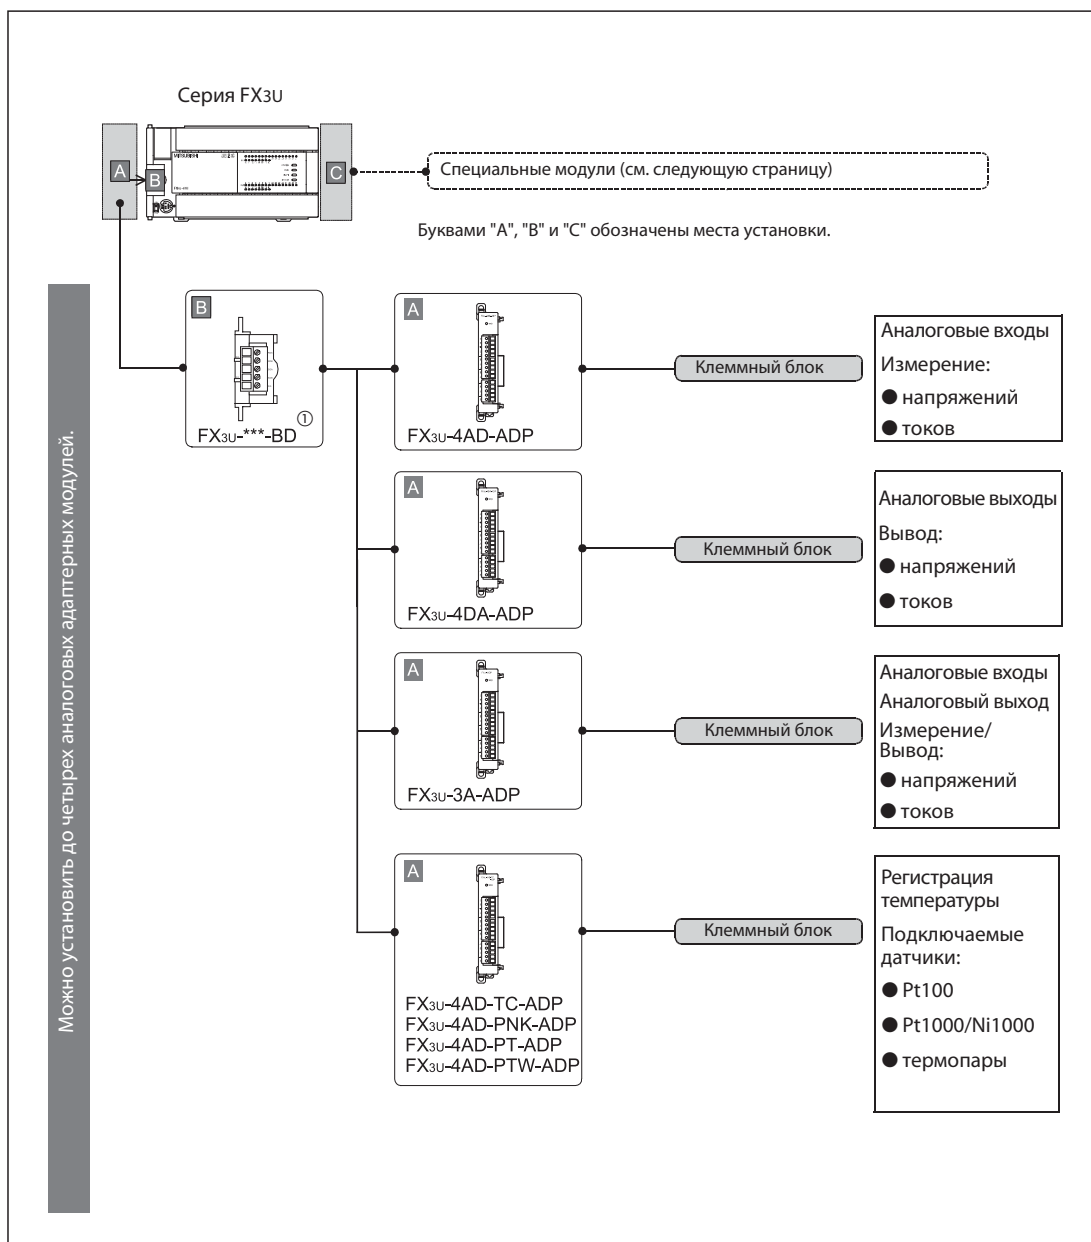 Серия FX3U
A
B
C
MITSUBISHI
Специальные модули (см. следующую страницу)
Буквами "A", "B" и "C" обозначены места установки.
Можно установить до четырех аналоговых адаптерных модулей.
B
①
FX3U-***-BD
A
FX3U-4AD-ADP
Клеммный блок
Аналоговые входы
Измерение:
● напряжений
● токов
A
FX3U-4DA-ADP
Клеммный блок
Аналоговые выходы
Вывод:
● напряжений
● токов
A
FX3U-3A-ADP
Клеммный блок
Аналоговые входы
Аналоговый выход
Измерение/
Вывод:
● напряжений
● токов
A
FX3U-4AD-TC-ADP
FX3U-4AD-PNK-ADP
FX3U-4AD-PT-ADP
FX3U-4AD-PTW-ADP
Клеммный блок
Регистрация
температуры
Подключаемые
датчики:
● Pt100
● Pt1000/Ni1000
● термопары